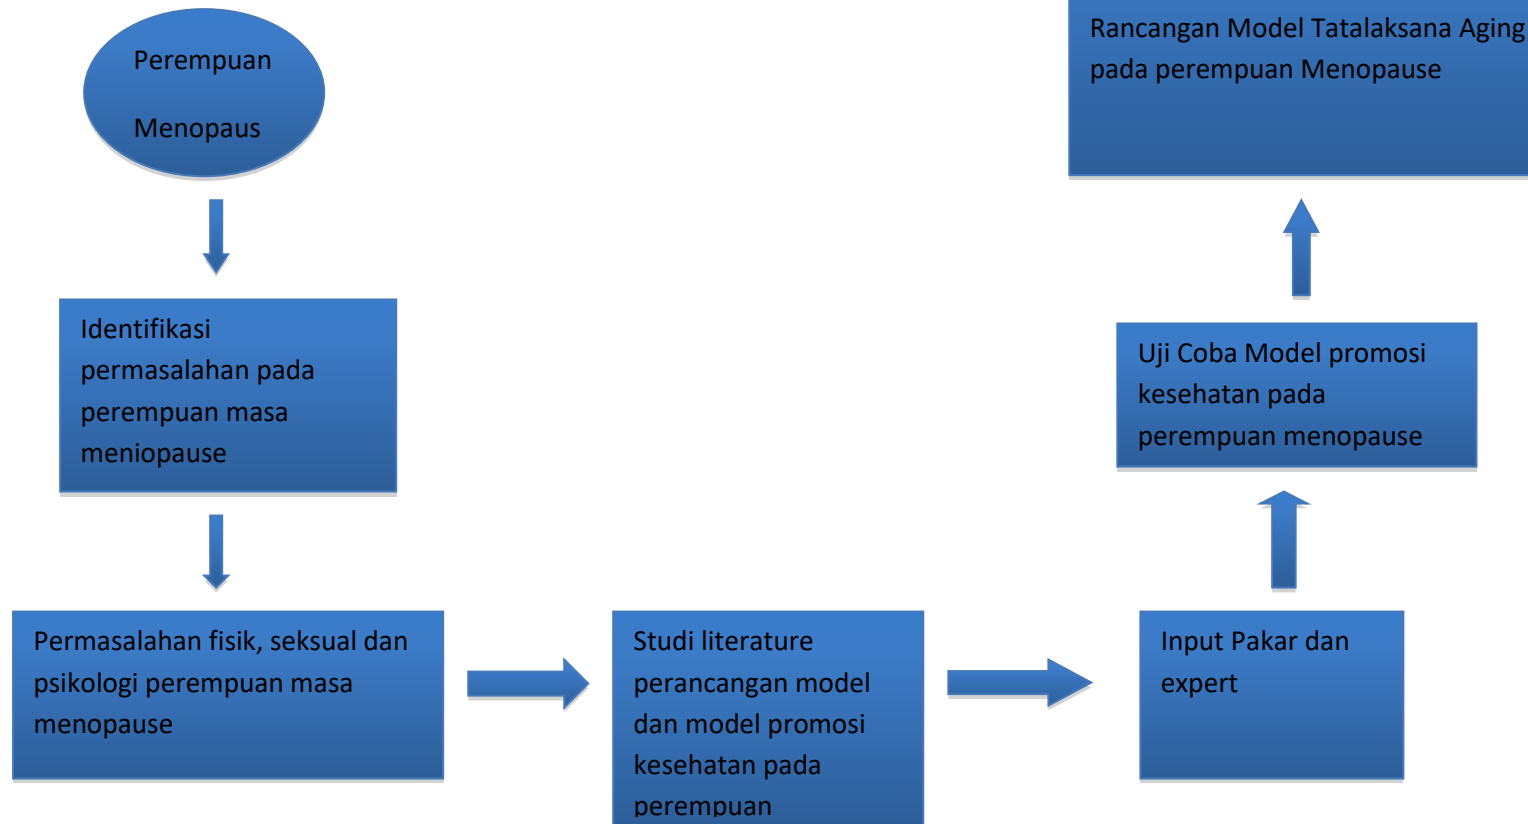 Perempuan
Menopaus
Identifikasi
permasalahan pada
perempuan masa
meniopause
Permasalahan fisik, seksual dan
psikologi perempuan masa
menopause
Studi literature
perancangan model
dan model promosi
kesehatan pada
perempuan
Input Pakar dan
expert
Uji Coba Model promosi
kesehatan pada
perempuan menopause
Rancangan Model Tatalaksana Aging
pada perempuan Menopause